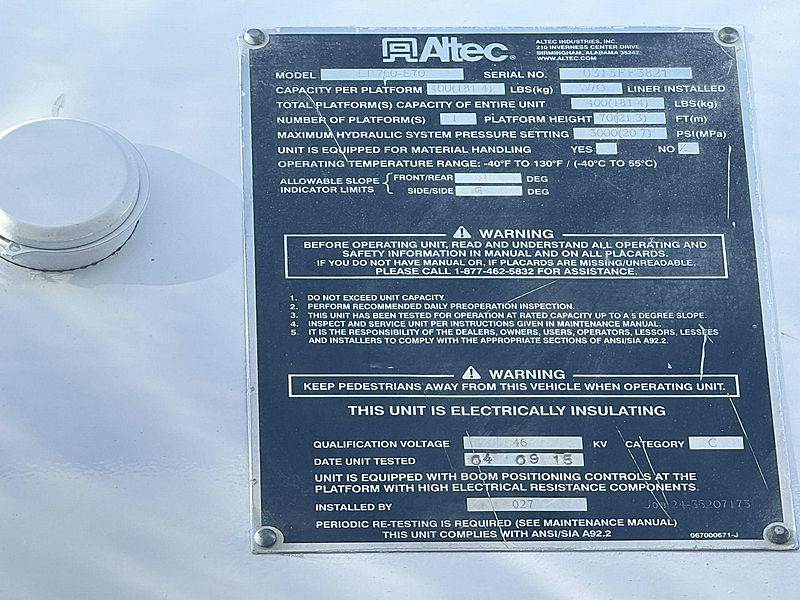 Altec®
ALTEC INDUSTRIES, INC.
210 INVERNESS CENTER DRIVE
BIRMINGHAM, ALABAMA 35242
WWW.ALTEC.COM
MODEL LR760-E70 SERIAL NO. 0315FF3821
CAPACITY PER PLATFORM 400(181.4) LBS(kg) W/O LINER INSTALLED
TOTAL PLATFORM(S) CAPACITY OF ENTIRE UNIT 400(181.4) LBS(kg)
NUMBER OF PLATFORM(S) 1 PLATFORM HEIGHT 70(21.3) FT(m)
MAXIMUM HYDRAULIC SYSTEM PRESSURE SETTING 3000(20.7) PSI(MPa)
UNIT IS EQUIPPED FOR MATERIAL HANDLING YES NO
OPERATING TEMPERATURE RANGE: -40°F TO 130°F / (-40°C TO 55°C)
ALLOWABLE SLOPE INDICATOR LIMITS { FRONT/REAR DEG
SIDE/SIDE DEG
WARNING
BEFORE OPERATING UNIT, READ AND UNDERSTAND ALL OPERATING AND
SAFETY INFORMATION IN MANUAL AND ON ALL PLACARDS.
IF YOU DO NOT HAVE MANUAL OR, IF PLACARDS ARE MISSING/UNREADABLE,
PLEASE CALL 1-877-462-5832 FOR ASSISTANCE.
1. DO NOT EXCEED UNIT CAPACITY.
2. PERFORM RECOMMENDED DAILY PREOPERATION INSPECTION.
3. THIS UNIT HAS BEEN TESTED FOR OPERATION AT RATED CAPACITY UP TO A 5 DEGREE SLOPE.
4. INSPECT AND SERVICE UNIT PER INSTRUCTIONS GIVEN IN MAINTENANCE MANUAL.
5. IT IS THE RESPONSIBILITY OF THE DEALERS, OWNERS, USERS, OPERATORS, LESSORS, LESSEES
AND INSTALLERS TO COMPLY WITH THE APPROPRIATE SECTIONS OF ANSI/SIA A92.2.
WARNING
KEEP PEDESTRIANS AWAY FROM THIS VEHICLE WHEN OPERATING UNIT.
THIS UNIT IS ELECTRICALLY INSULATING
QUALIFICATION VOLTAGE 46 KV CATEGORY C
DATE UNIT TESTED 04 09 15
UNIT IS EQUIPPED WITH BOOM POSITIONING CONTROLS AT THE
PLATFORM WITH HIGH ELECTRICAL RESISTANCE COMPONENTS.
INSTALLED BY 027
PERIODIC RE-TESTING IS REQUIRED (SEE MAINTENANCE MANUAL)
THIS UNIT COMPLIES WITH ANSI/SIA A92.2 067000671-J